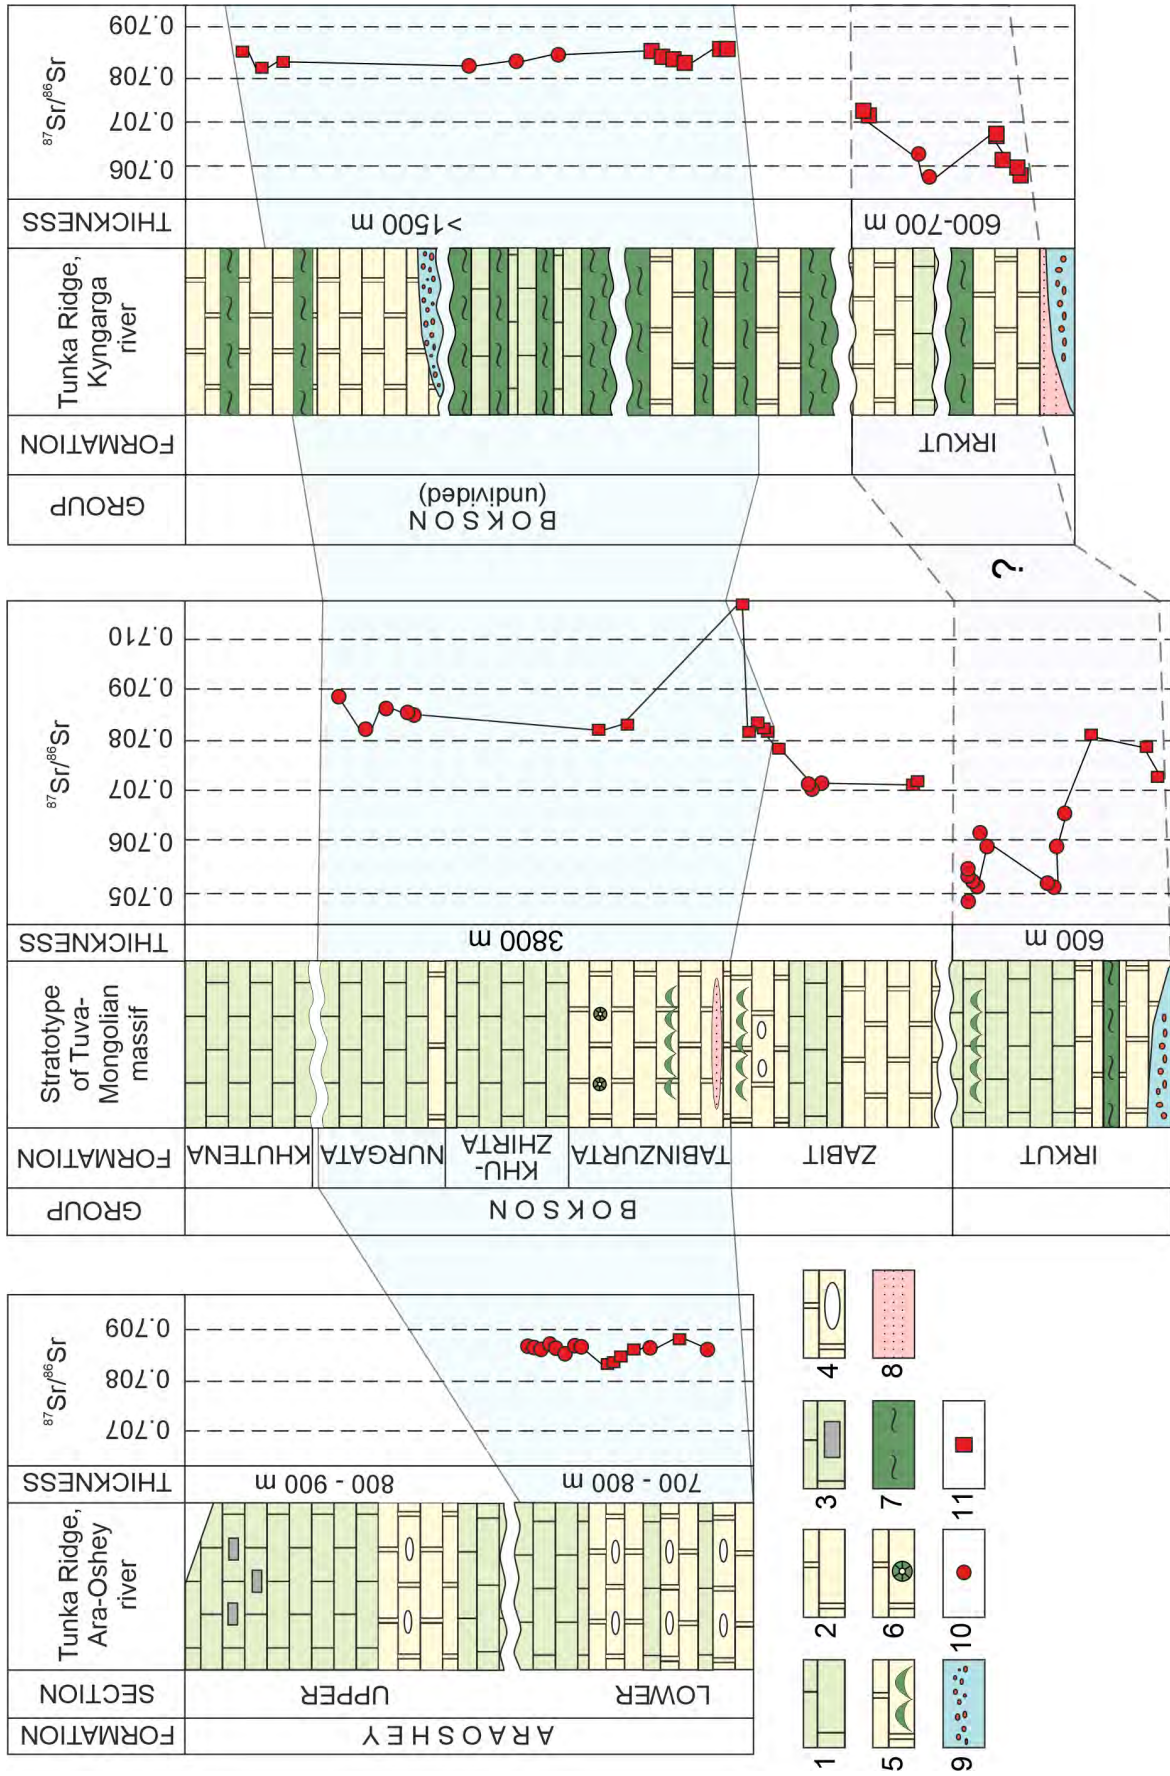 FORMATION
SECTION
Tunka Ridge,
Ara-Oshey
river
THICKNESS
⁸⁷Sr/⁸⁶Sr
ARAOSHEY
UPPER
LOWER
800 - 900 m
700 - 800 m
0.707
0.708
0.709
GROUP
FORMATION
Stratotype
of Tuva-
Mongolian
massif
THICKNESS
⁸⁷Sr/⁸⁶Sr
BOKSON
KHUTENA
NURGATA
KHU-
ZHIRTA
TABINZURTA
ZABIT
IRKUT
3800 m
600 m
0.705
0.706
0.707
0.708
0.709
0.710
?
GROUP
FORMATION
Tunka Ridge,
Kyngarga
river
THICKNESS
⁸⁷Sr/⁸⁶Sr
BOKSON
(undivided)
IRKUT
>1500 m
600-700 m
0.706
0.707
0.708
0.709
1
2
3
4
5
6
7
8
9
10
11